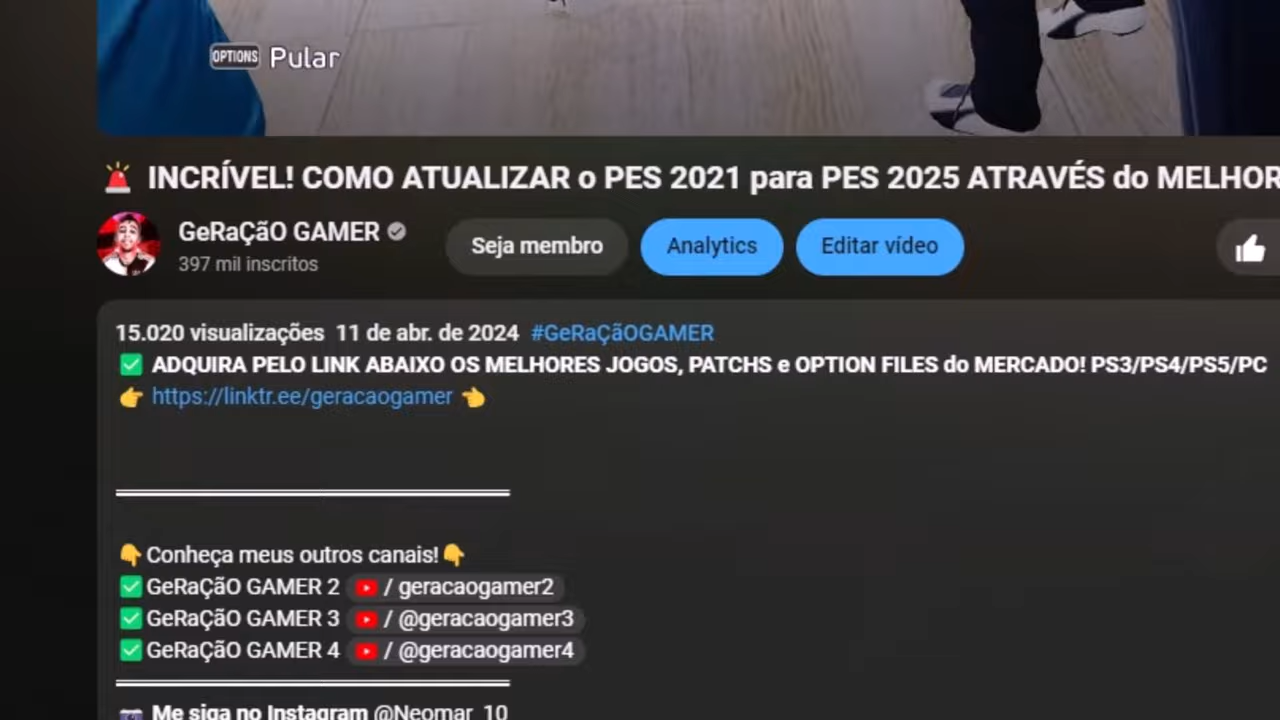 OPTIONS Pular
🚨 INCRÍVEL! COMO ATUALIZAR o PES 2021 para PES 2025 ATRAVÉS do MELHOR
GeRaÇãO GAMER
397 mil inscritos
Seja membro
Analytics
Editar vídeo
15.020 visualizações 11 de abr. de 2024 #GeRaÇãOGAMER
✅ ADQUIRA PELO LINK ABAIXO OS MELHORES JOGOS, PATCHS e OPTION FILES do MERCADO! PS3/PS4/PS5/PC
👉 https://linktr.ee/geracaogamer 👈
👇Conheça meus outros canais!👇
✅GeRaÇãO GAMER 2 / geracaogamer2
✅GeRaÇãO GAMER 3 / @geracaogamer3
✅GeRaÇãO GAMER 4 / @geracaogamer4
Me siga no Instagram @Neomar_10